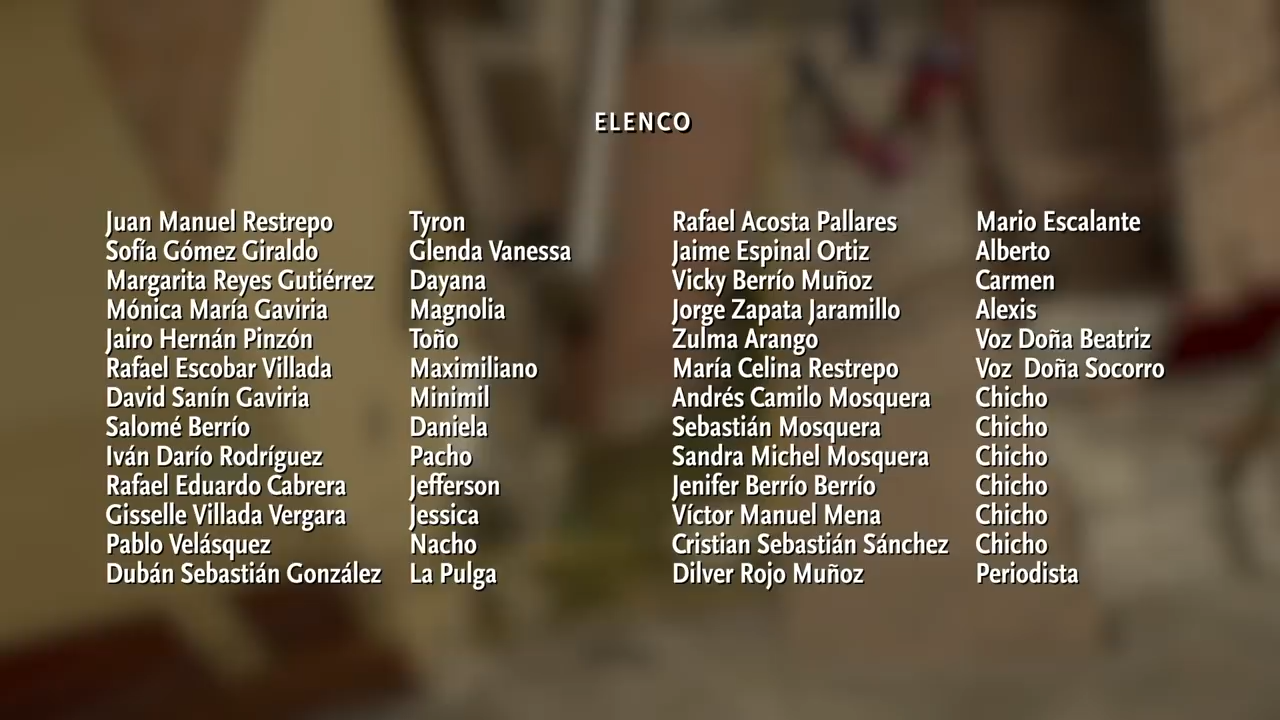 ELENCO
Juan Manuel Restrepo Tyron
Sofía Gómez Giraldo Glenda Vanessa
Margarita Reyes Gutiérrez Dayana
Mónica María Gaviria Magnolia
Jairo Hernán Pinzón Toño
Rafael Escobar Villada Maximiliano
David Sanín Gaviria Minimil
Salomé Berrío Daniela
Iván Darío Rodríguez Pacho
Rafael Eduardo Cabrera Jefferson
Gisselle Villada Vergara Jessica
Pablo Velásquez Nacho
Dubán Sebastián González La Pulga
Rafael Acosta Pallares Mario Escalante
Jaime Espinal Ortiz Alberto
Vicky Berrío Muñoz Carmen
Jorge Zapata Jaramillo Alexis
Zulma Arango Voz Doña Beatriz
María Celina Restrepo Voz Doña Socorro
Andrés Camilo Mosquera Chicho
Sebastián Mosquera Chicho
Sandra Michel Mosquera Chicho
Jenifer Berrío Berrío Chicho
Víctor Manuel Mena Chicho
Cristian Sebastián Sánchez Chicho
Dilver Rojo Muñoz Periodista